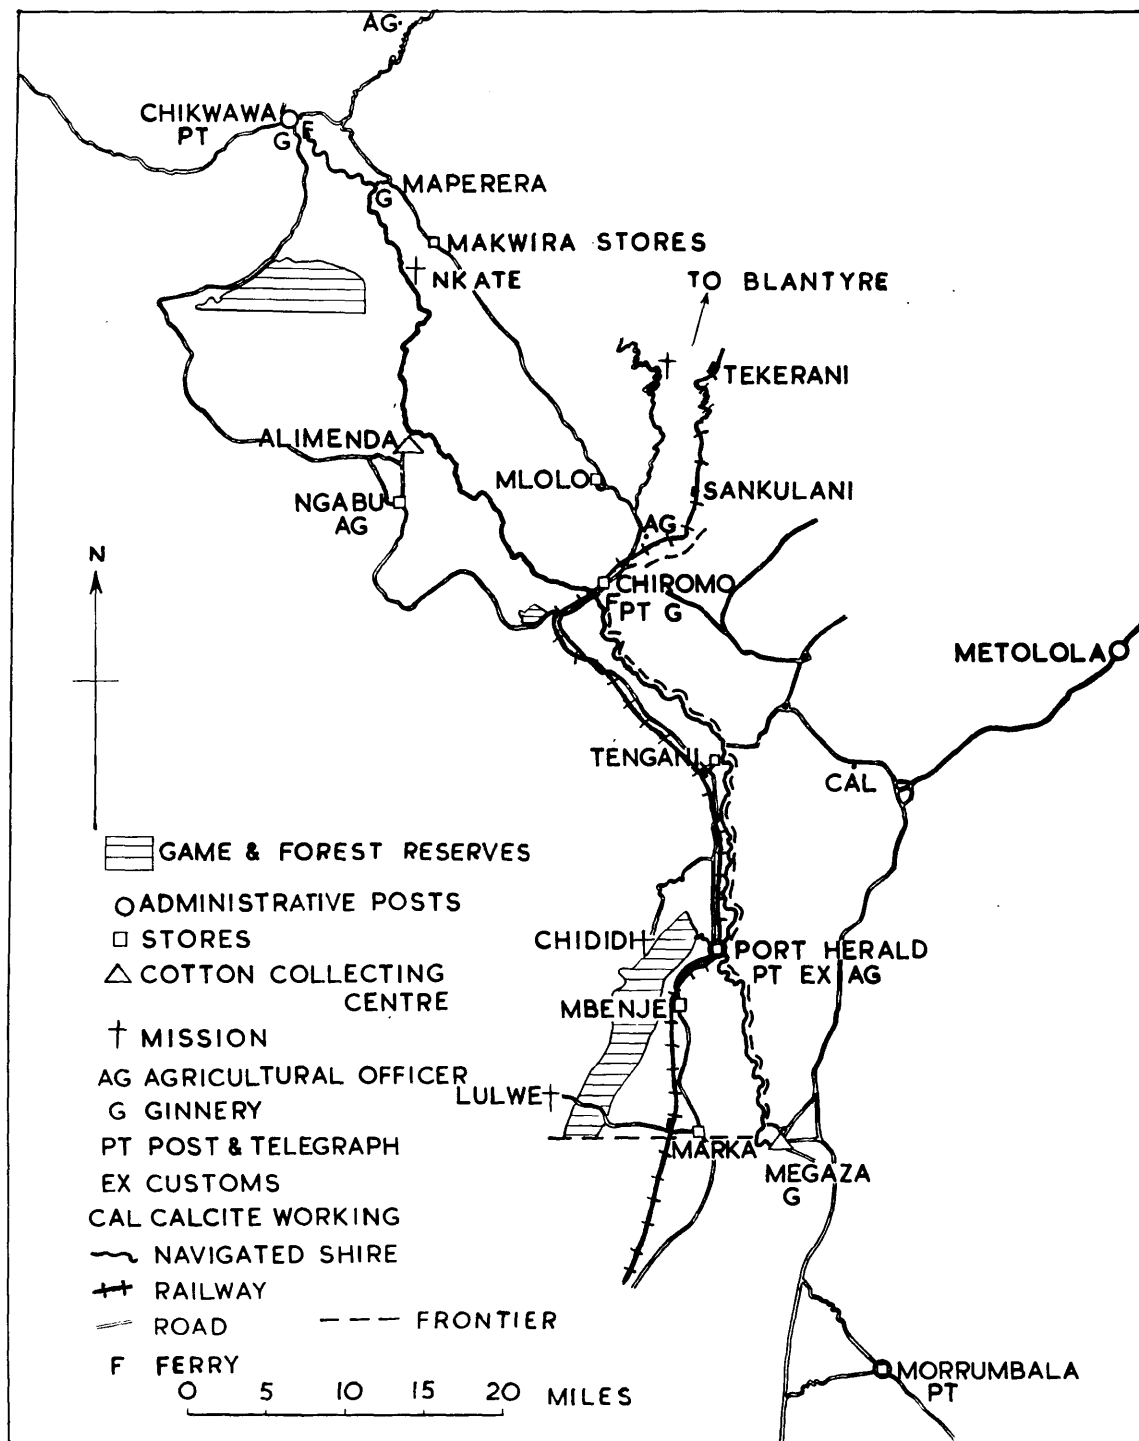 AG
CHIKWAWA
PT
F
G
MAPERERA
G
MAKWIRA STORES
NKATE
TO BLANTYRE
TEKERANI
ALIMENDA
MLOLO
SANKULANI
NGABU
AG
AG
N
CHIROMO
F
PT G
METOLOLA
TENGANI
CAL
GAME & FOREST RESERVES
ADMINISTRATIVE POSTS
STORES
CHIDIDH
PORT HERALD
PT EX AG
COTTON COLLECTING
CENTRE
MBENJE
MISSION
AG AGRICULTURAL OFFICER
LULWE
G GINNERY
PT POST & TELEGRAPH
MARKA
MEGAZA
G
EX CUSTOMS
CAL CALCITE WORKING
NAVIGATED SHIRE
RAILWAY
ROAD
FRONTIER
F FERRY
MORRUMBALA
PT
0 5 10 15 20 MILES